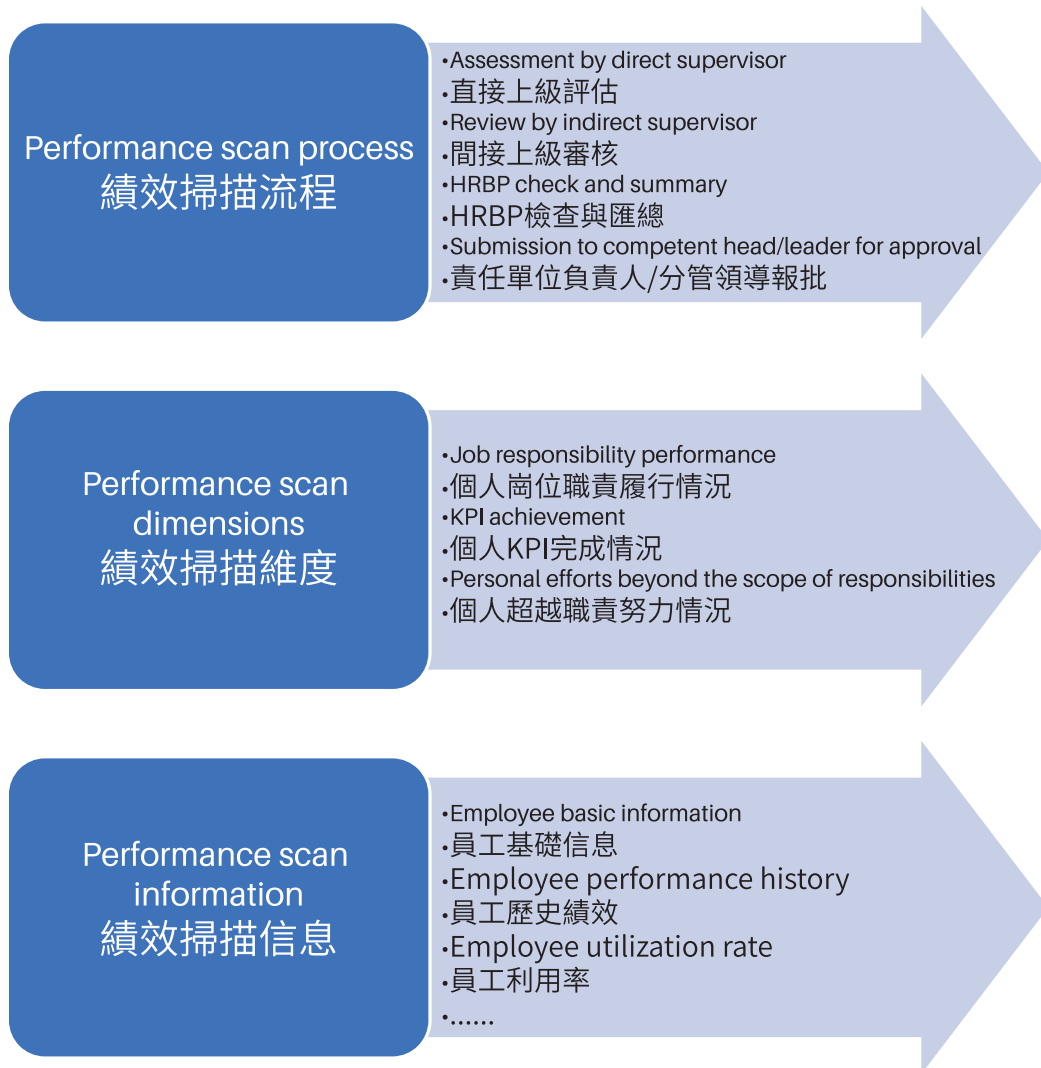 Performance scan process
績效掃描流程
•Assessment by direct supervisor
•直接上級評估
•Review by indirect supervisor
•間接上級審核
•HRBP check and summary
•HRBP檢查與匯總
•Submission to competent head/leader for approval
•責任單位負責人/分管領導報批
Performance scan
dimensions
績效掃描維度
•Job responsibility performance
•個人崗位職責履行情況
•KPI achievement
•個人KPI完成情況
•Personal efforts beyond the scope of responsibilities
•個人超越職責努力情況
Performance scan
information
績效掃描信息
•Employee basic information
•員工基礎信息
•Employee performance history
•員工歷史績效
•Employee utilization rate
•員工利用率
•......